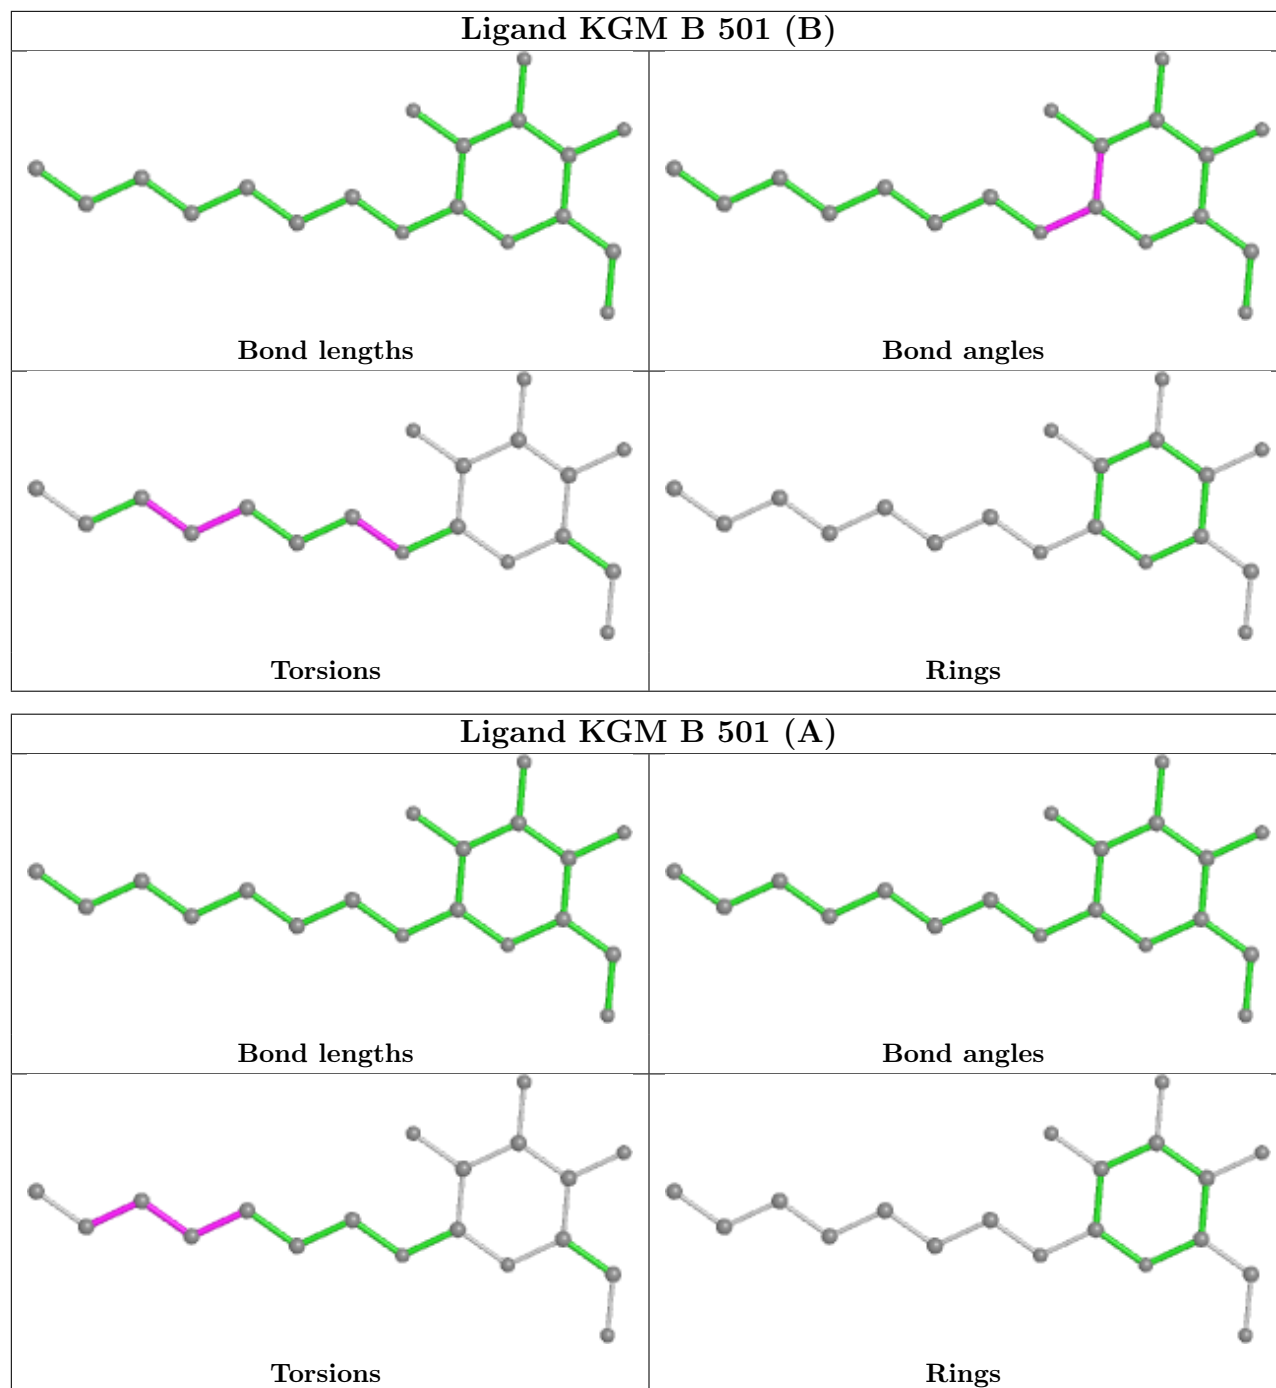 Ligand KGM B 501 (B)
Bond lengths
Bond angles
Torsions
Rings
Ligand KGM B 501 (A)
Bond lengths
Bond angles
Torsions
Rings